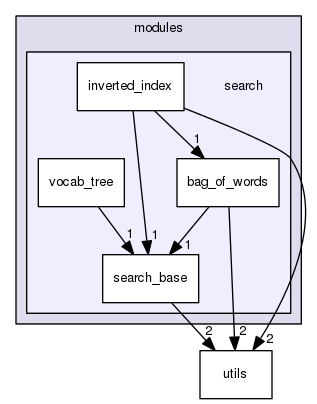 modules
inverted_index
search
1
vocab_tree
bag_of_words
1
1
1
search_base
2
2
2
utils